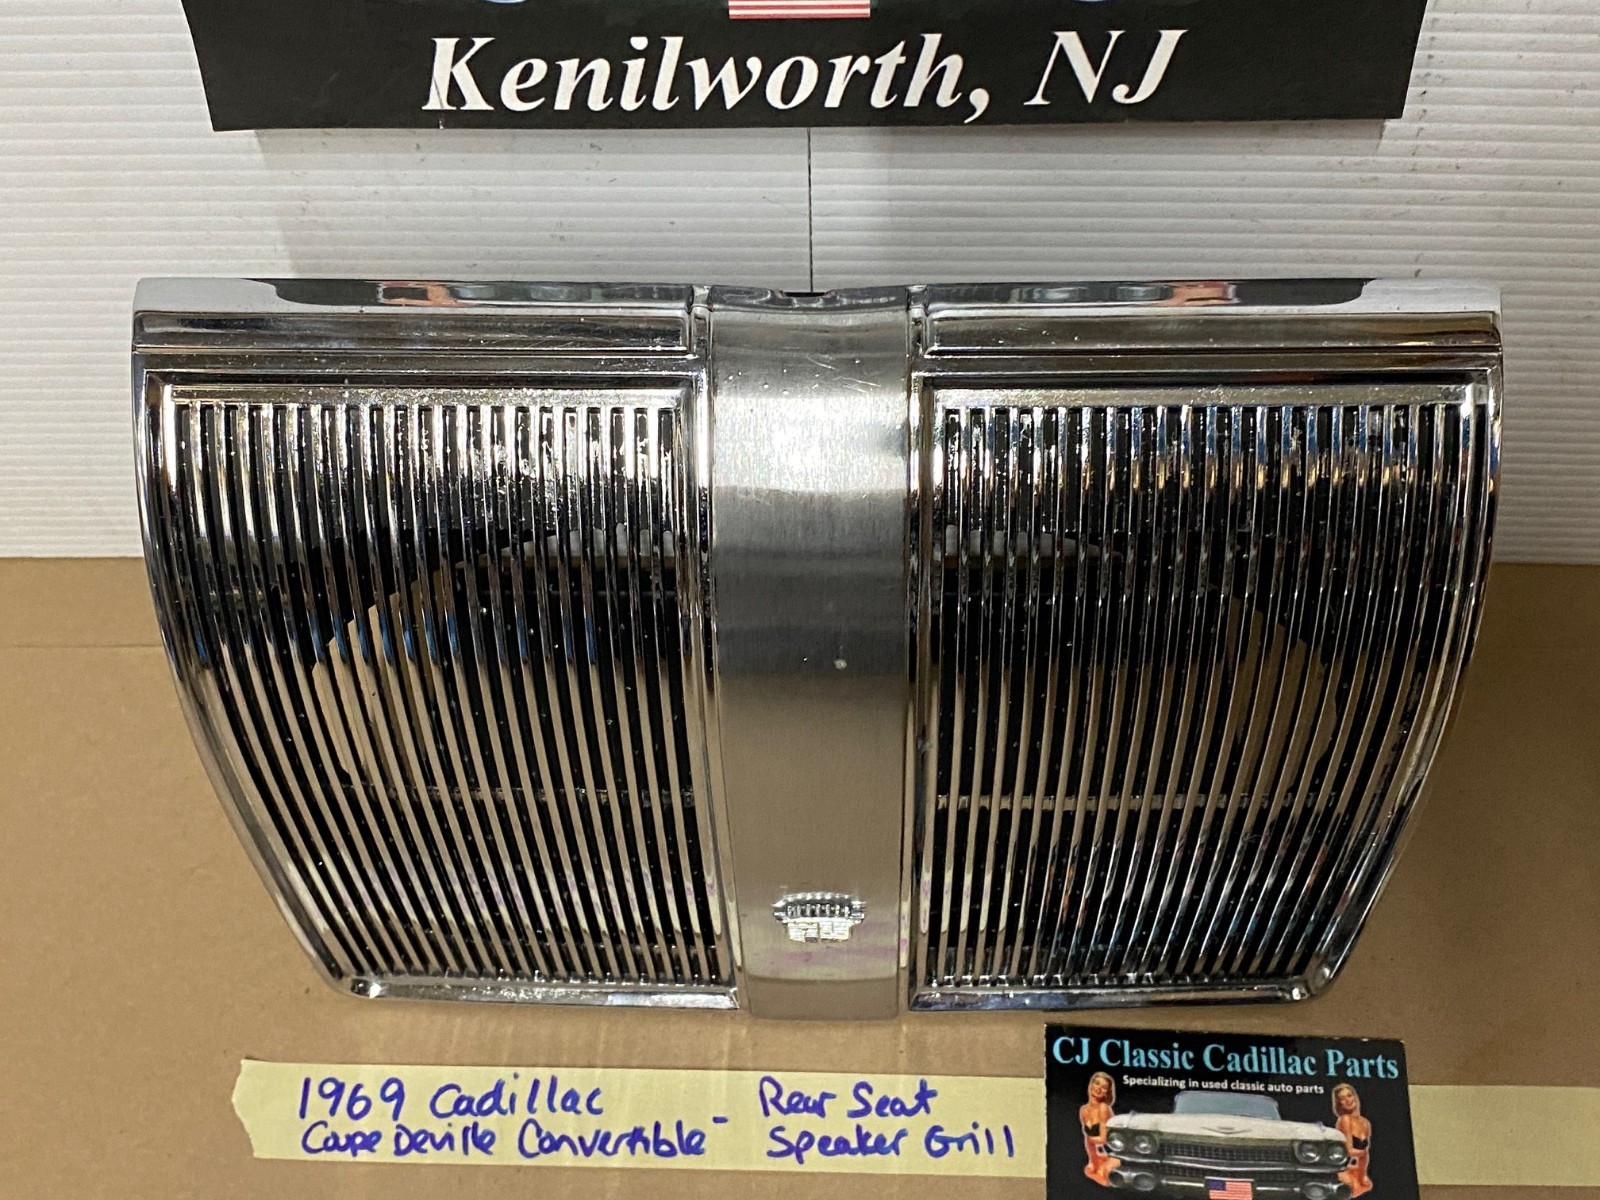 Kenilworth, NJ
1969 Cadillac - Rear Seat
Coupe Deville Convertible Speaker Grill
CJ Classic Cadillac Parts
Specializing in used classic auto parts